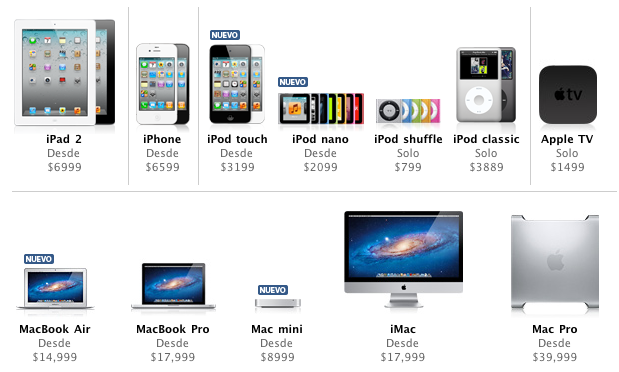 NUEVO
NUEVO
tv
iPad 2
iPhone
iPod touch
iPod nano
iPod shuffle
iPod classic
Apple TV
Desde
Desde
Desde
Desde
Solo
Solo
Solo
$6999
$6599
$3199
$2099
$799
$3889
$1499
NUEVO
NUEVO
MacBook Air
MacBook Pro
Mac mini
iMac
Mac Pro
Desde
Desde
Desde
Desde
Desde
$14,999
$17,999
$8999
$17,999
$39,999